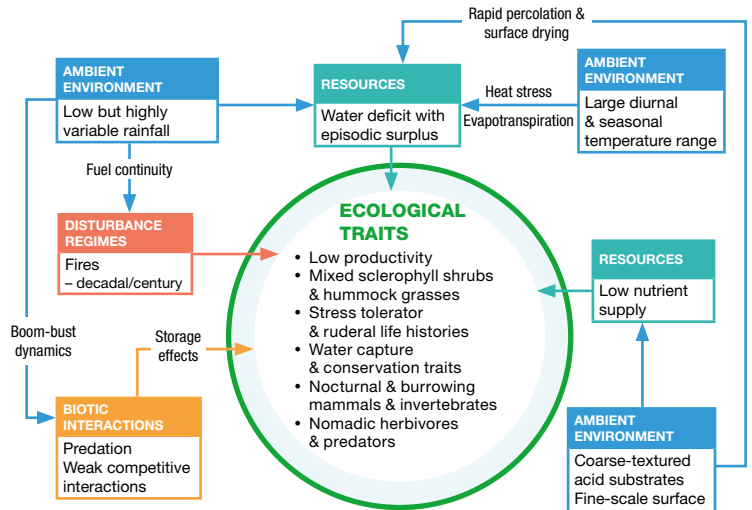 Rapid percolation &
surface drying
AMBIENT
ENVIRONMENT
Low but highly
variable rainfall
RESOURCES
Water deficit with
episodic surplus
Heat stress
Evapotranspiration
AMBIENT
ENVIRONMENT
Large diurnal
& seasonal
temperature range
Fuel continuity
DISTURBANCE
REGIMES
Fires
– decadal/century
ECOLOGICAL
TRAITS
• Low productivity
• Mixed sclerophyll shrubs
& hummock grasses
• Stress tolerator
& ruderal life histories
• Water capture
& conservation traits
• Nocturnal & burrowing
mammals & invertebrates
• Nomadic herbivores
& predators
RESOURCES
Low nutrient
supply
Boom-bust
dynamics
Storage
effects
BIOTIC
INTERACTIONS
Predation
Weak competitive
interactions
AMBIENT
ENVIRONMENT
Coarse-textured
acid substrates
Fine-scale surface